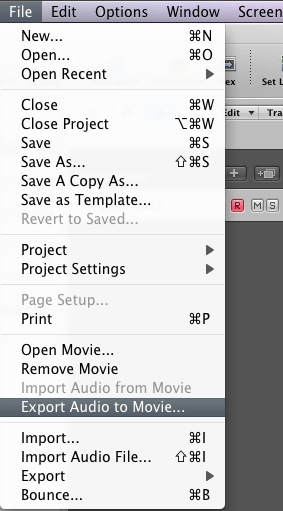 File Edit Options Window Screen
New... ⌘N
Open... ⌘O
Open Recent ▶
Close ⌘W
Close Project ⌥⌘W
Save ⌘S
Save As... ⇧⌘S
Save A Copy As...
Save as Template...
Revert to Saved...
Project ▶
Project Settings ▶
Page Setup...
Print ⌘P
Open Movie...
Remove Movie
Import Audio from Movie
Export Audio to Movie...
Import... ⌘I
Import Audio File... ⇧⌘I
Export ▶
Bounce... ⌘B
ex Set L
Edit Tra
R M S